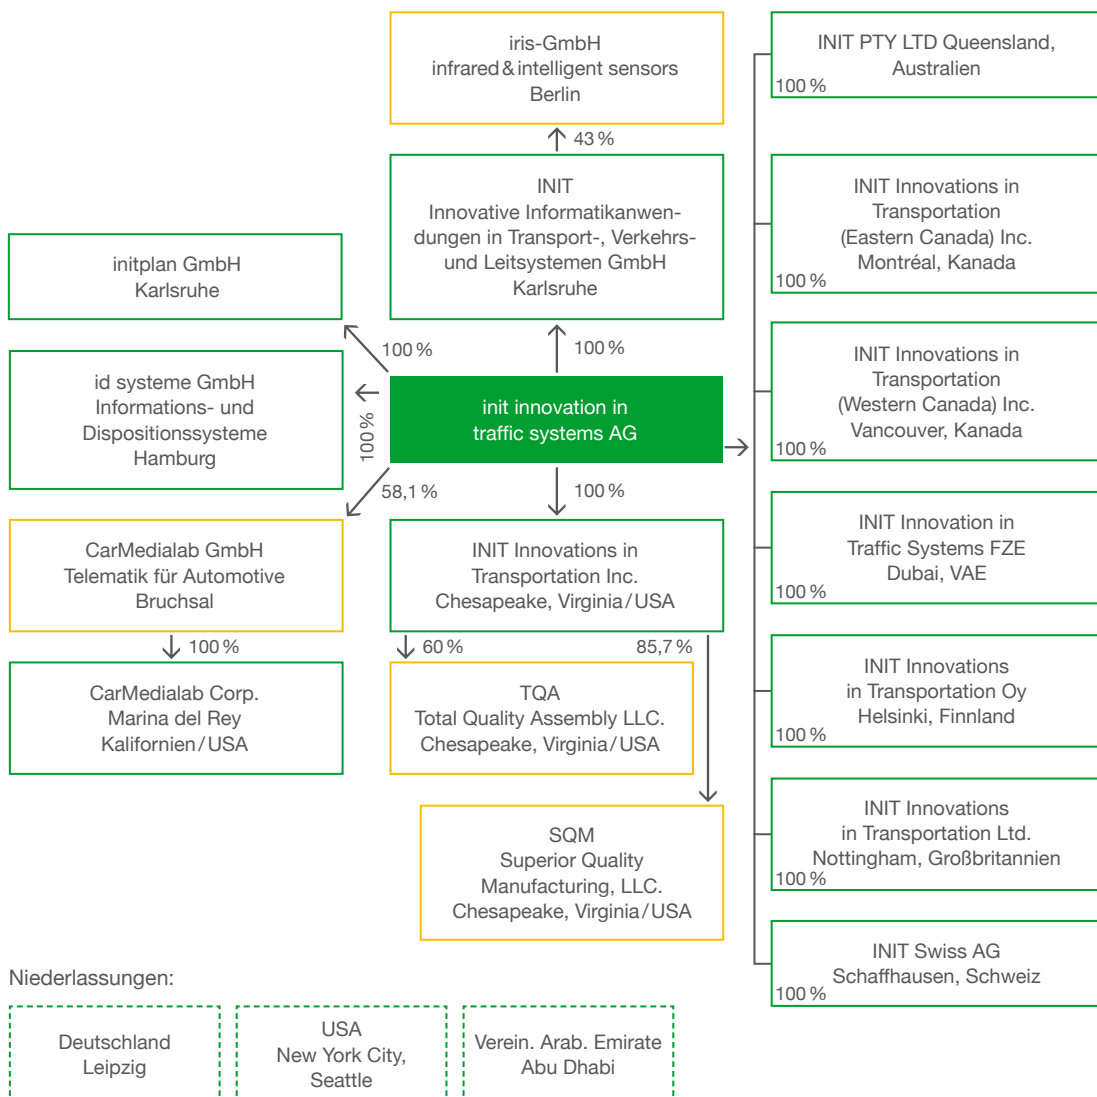 iris-GmbH
infrared & intelligent sensors
Berlin
43 %
INIT
Innovative Informatikanwen-
dungen in Transport-, Verkehrs-
und Leitsystemen GmbH
Karlsruhe
100 %
initplan GmbH
Karlsruhe
100 %
id systeme GmbH
Informations- und
Dispositionssysteme
Hamburg
100 %
init innovation in
traffic systems AG
58,1 %
100 %
CarMedialab GmbH
Telematik für Automotive
Bruchsal
100 %
CarMedialab Corp.
Marina del Rey
Kalifornien / USA
INIT Innovations in
Transportation Inc.
Chesapeake, Virginia / USA
60 %
85,7 %
TQA
Total Quality Assembly LLC.
Chesapeake, Virginia / USA
SQM
Superior Quality
Manufacturing, LLC.
Chesapeake, Virginia / USA
INIT PTY LTD Queensland,
Australien
100 %
INIT Innovations in
Transportation
(Eastern Canada) Inc.
Montréal, Kanada
100 %
INIT Innovations in
Transportation
(Western Canada) Inc.
Vancouver, Kanada
100 %
INIT Innovation in
Traffic Systems FZE
Dubai, VAE
100 %
INIT Innovations
in Transportation Oy
Helsinki, Finnland
100 %
INIT Innovations
in Transportation Ltd.
Nottingham, Großbritannien
100 %
INIT Swiss AG
Schaffhausen, Schweiz
100 %
Niederlassungen:
Deutschland
Leipzig
USA
New York City,
Seattle
Verein. Arab. Emirate
Abu Dhabi